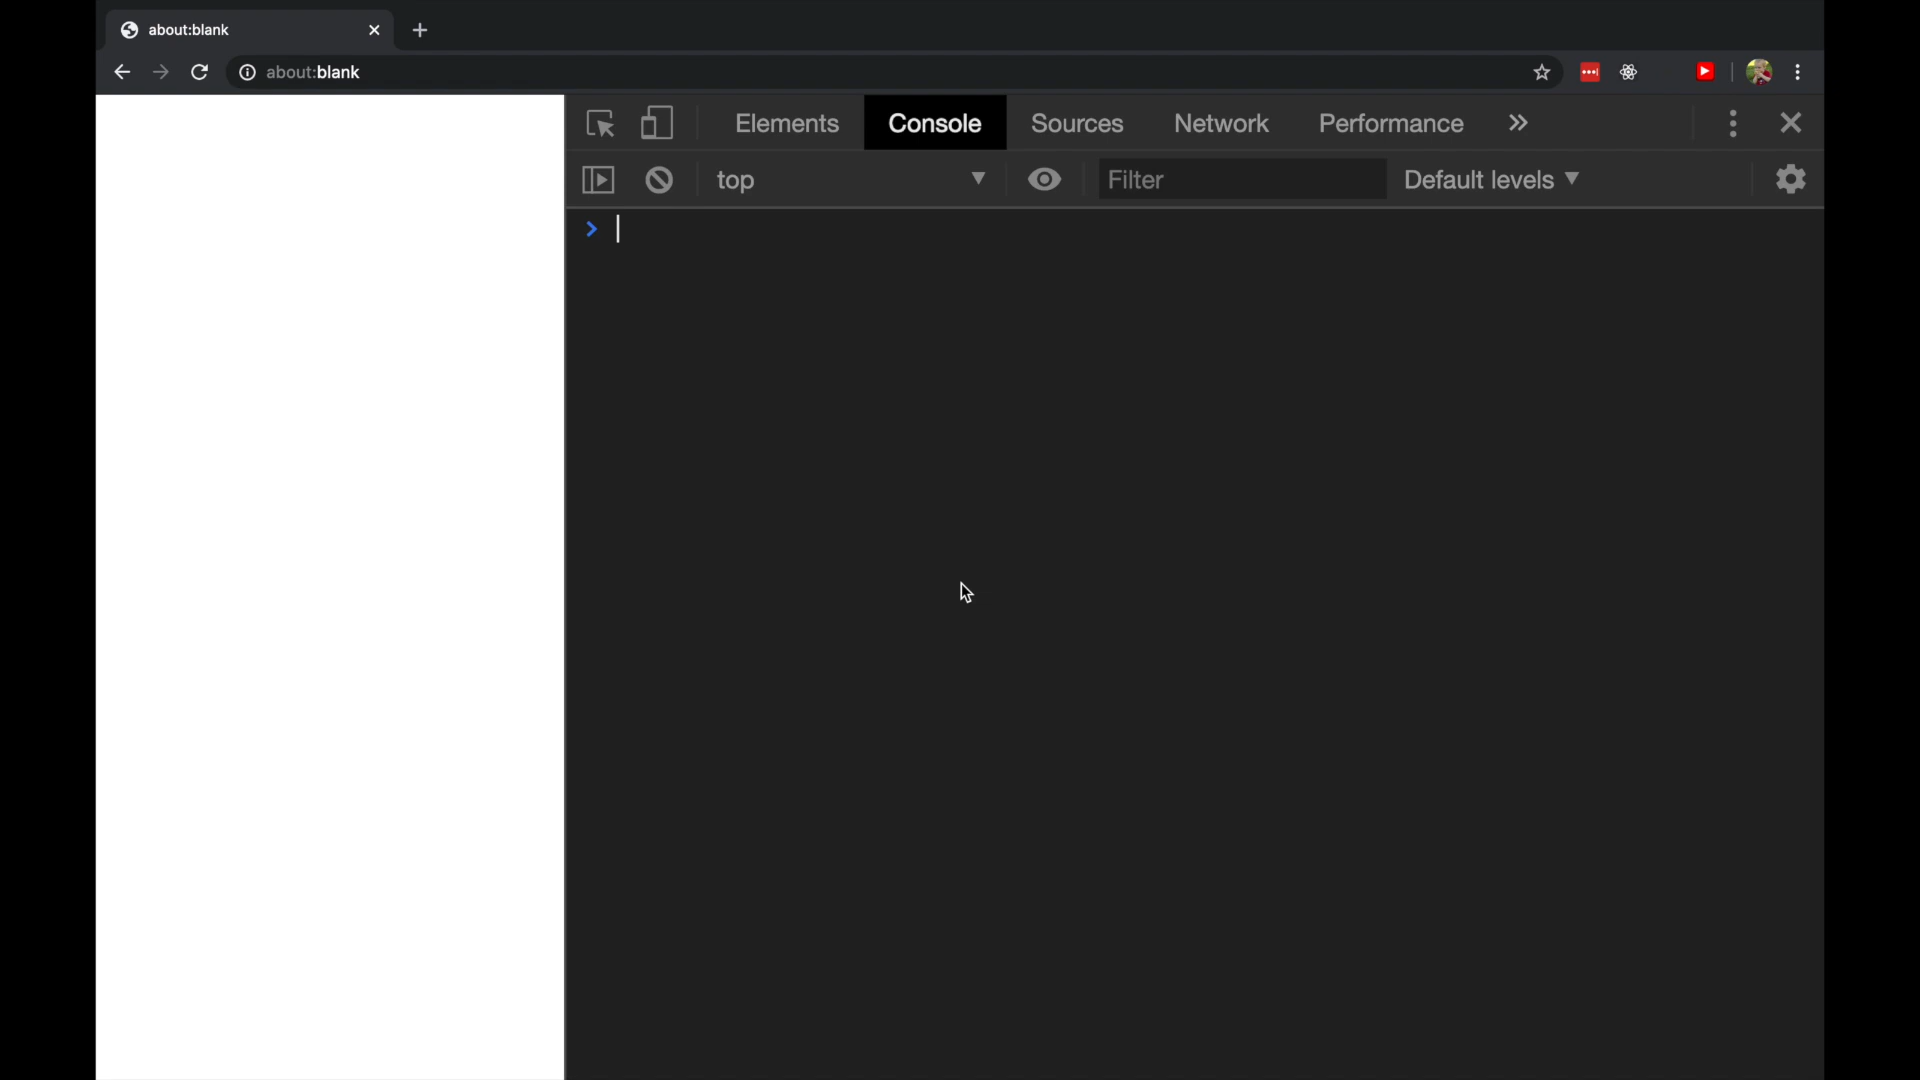 about:blank
about:blank
Elements Console Sources Network Performance
top Filter Default levels